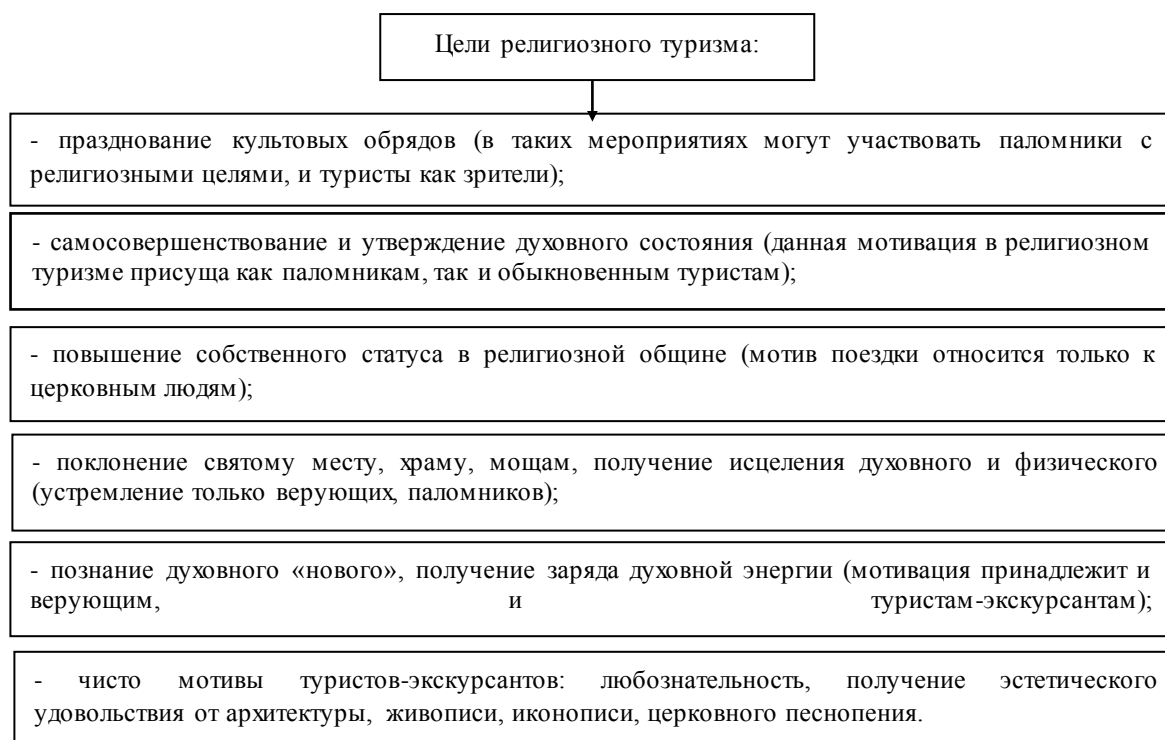 Цели религиозного туризма:
- празднование культовых обрядов (в таких мероприятиях могут участвовать паломники с
религиозными целями, и туристы как зрители);
- самосовершенствование и утверждение духовного состояния (данная мотивация в религиозном
туризме присуща как паломникам, так и обыкновенным туристам);
- повышение собственного статуса в религиозной общине (мотив поездки относится только к
церковным людям);
- поклонение святому месту, храму, мощам, получение исцеления духовного и физического
(устремление только верующих, паломников);
- познание духовного «нового», получение заряда духовной энергии (мотивация принадлежит и
верующим, и туристам-экскурсантам);
- чисто мотивы туристов-экскурсантов: любознательность, получение эстетического
удовольствия от архитектуры, живописи, иконописи, церковного песнопения.